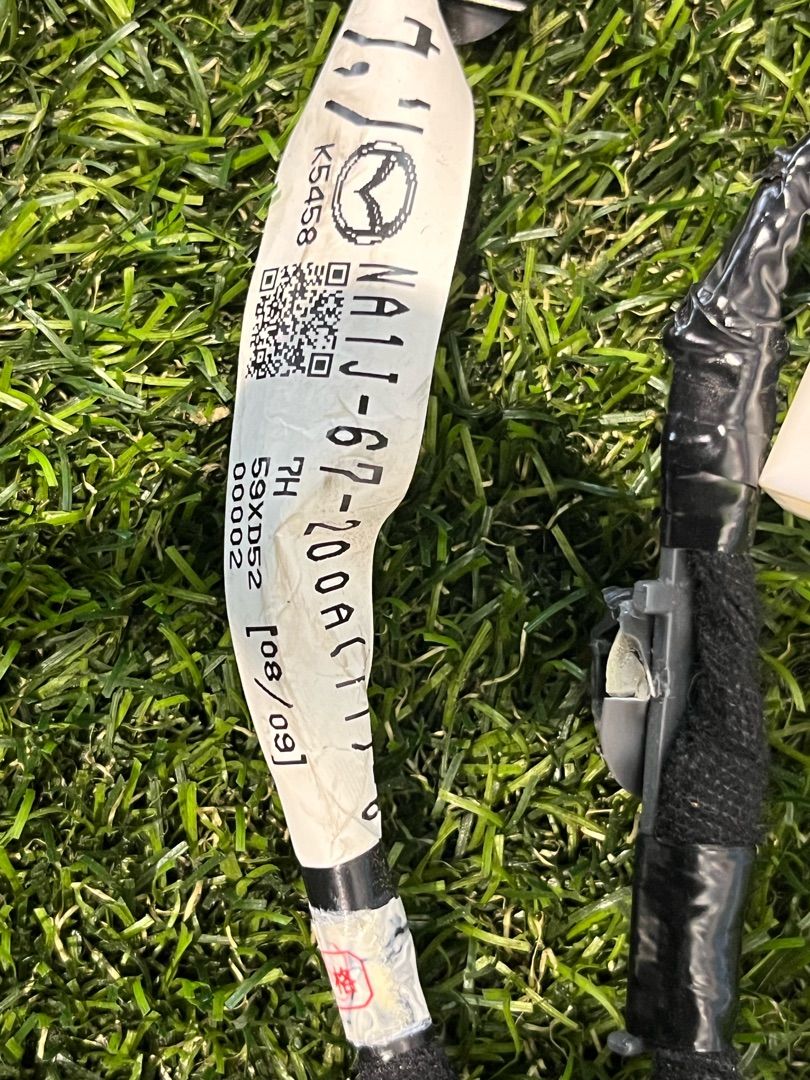 K5458
NA1J-67-200A(
7H
59XD52 [08/09]
00002